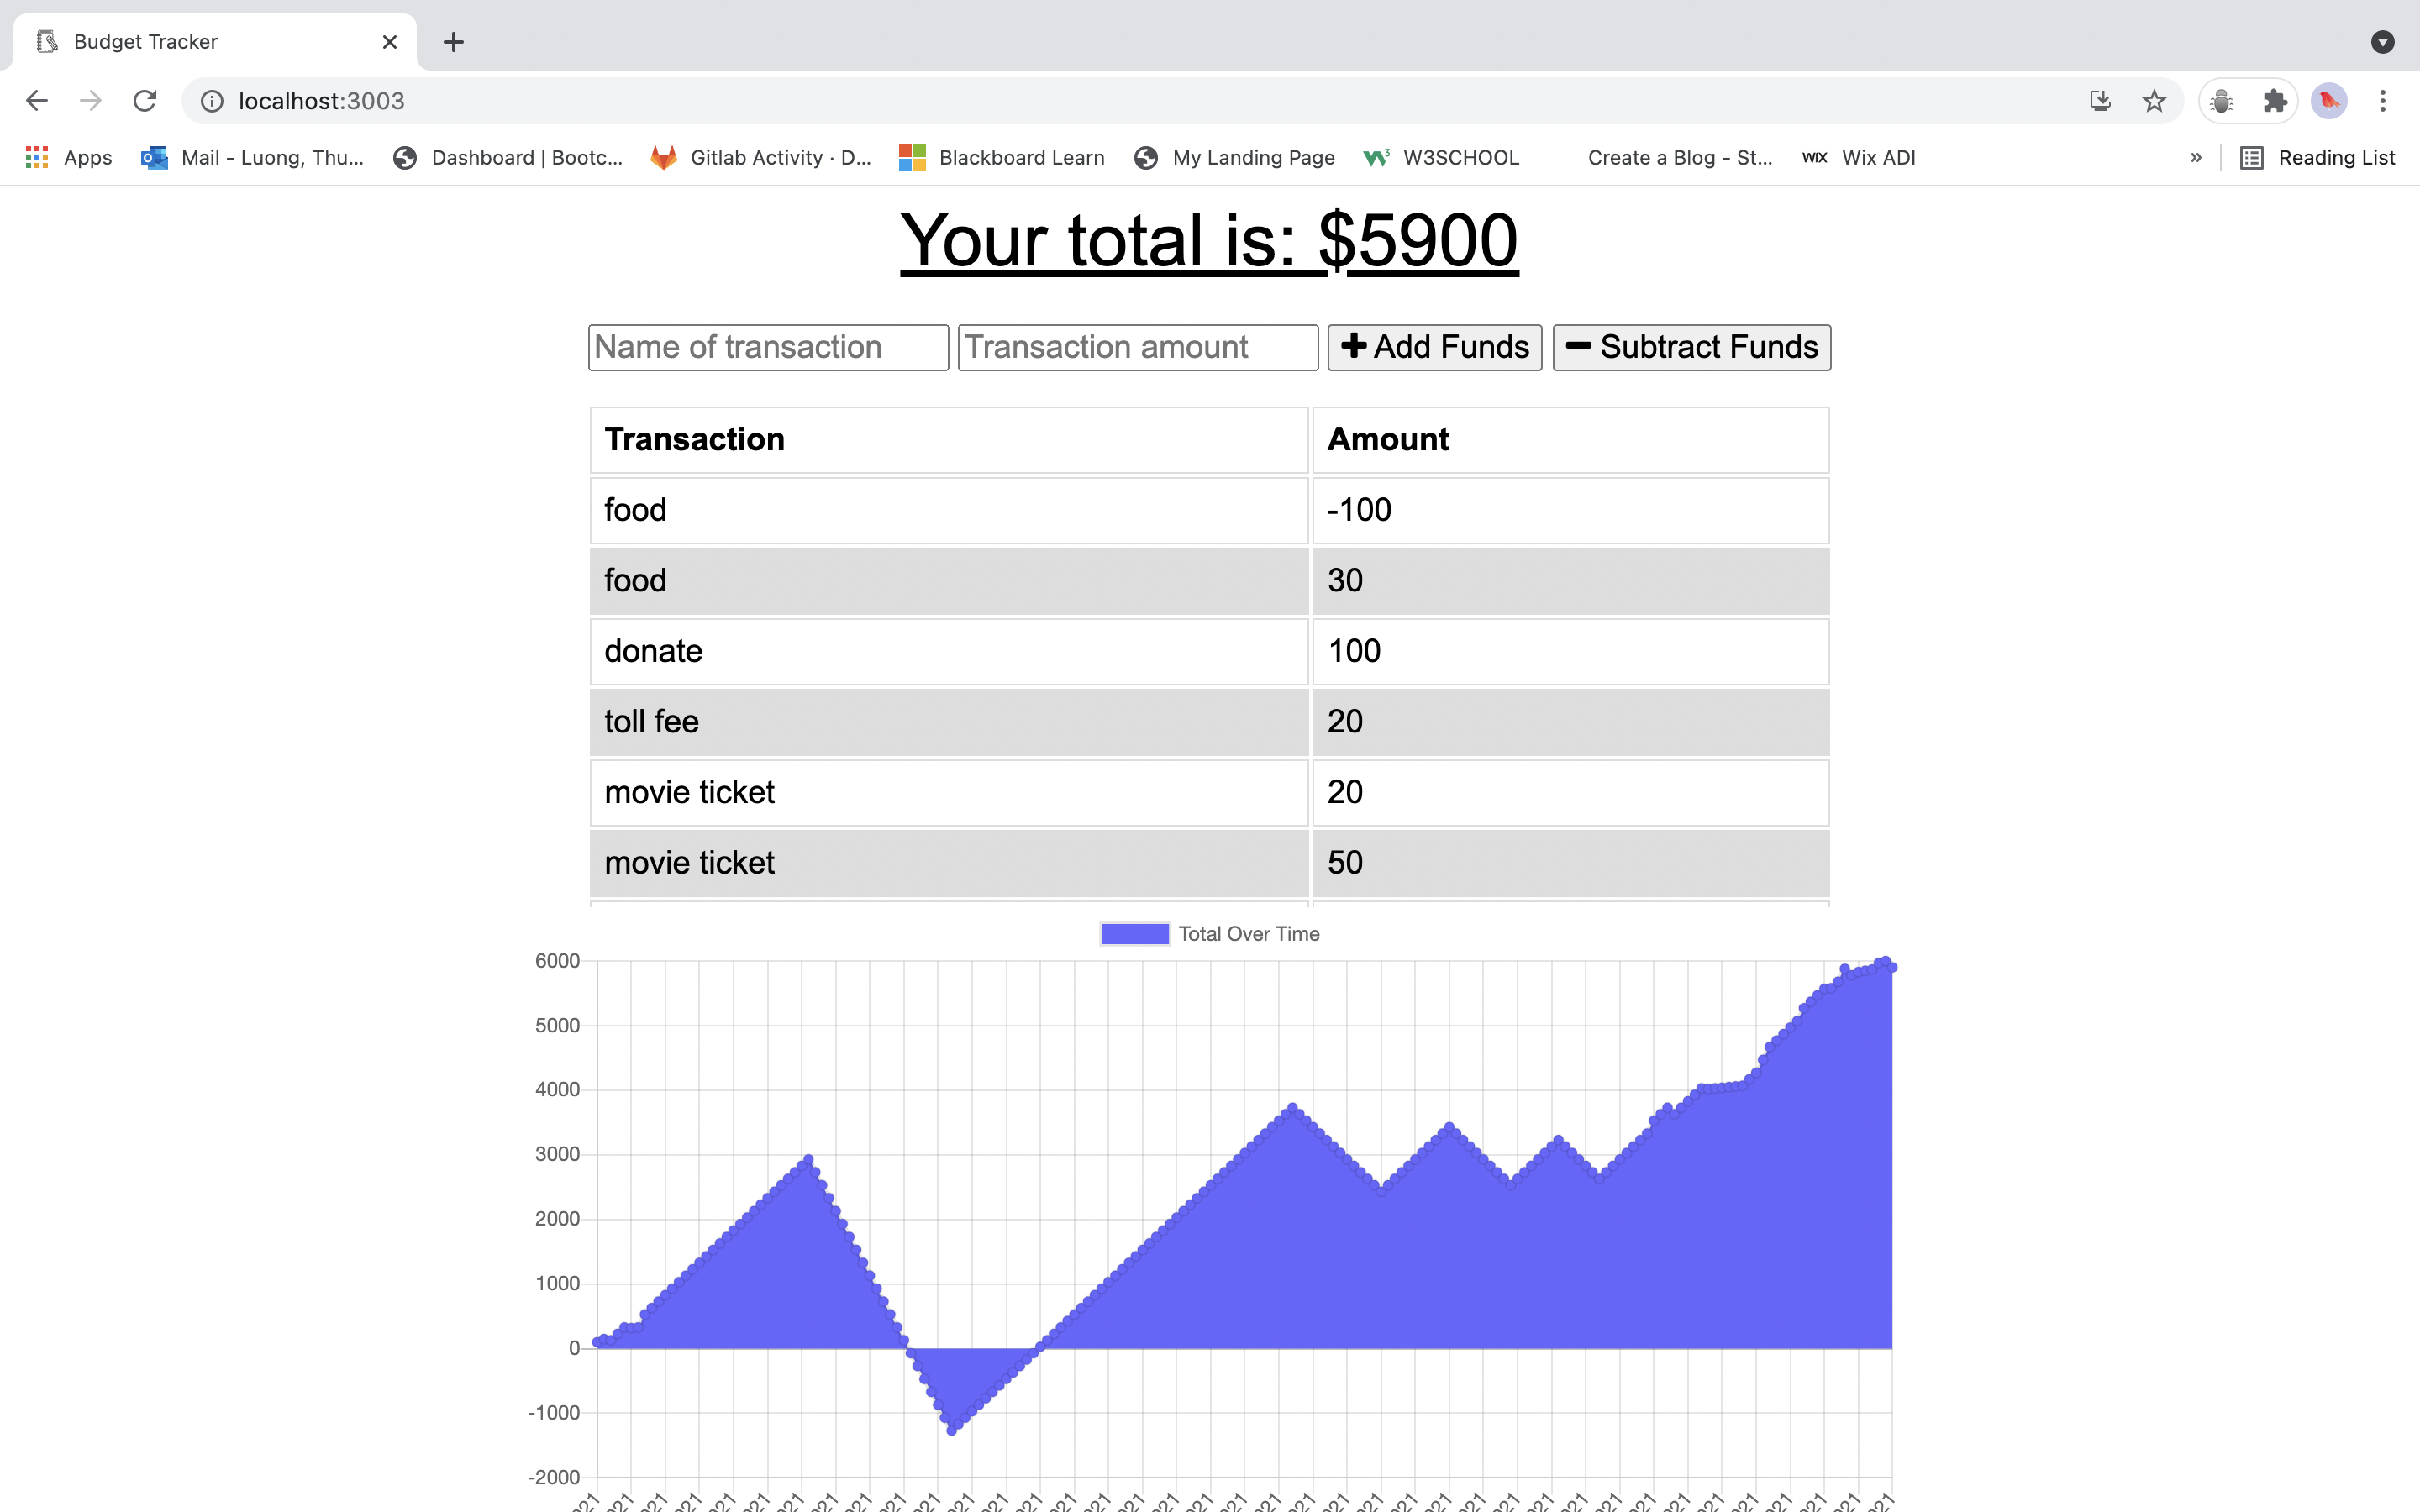 Budget Tracker
localhost:3003
Apps Mail - Luong, Thu... Dashboard | Bootc... Gitlab Activity · D... Blackboard Learn My Landing Page W3SCHOOL Create a Blog - St... WIX Wix ADI » Reading List
Your total is: $5900
Name of transaction Transaction amount Add Funds Subtract Funds
Transaction Amount
food -100
food 30
donate 100
toll fee 20
movie ticket 20
movie ticket 50
Total Over Time
6000
5000
4000
3000
2000
1000
0
-1000
-2000